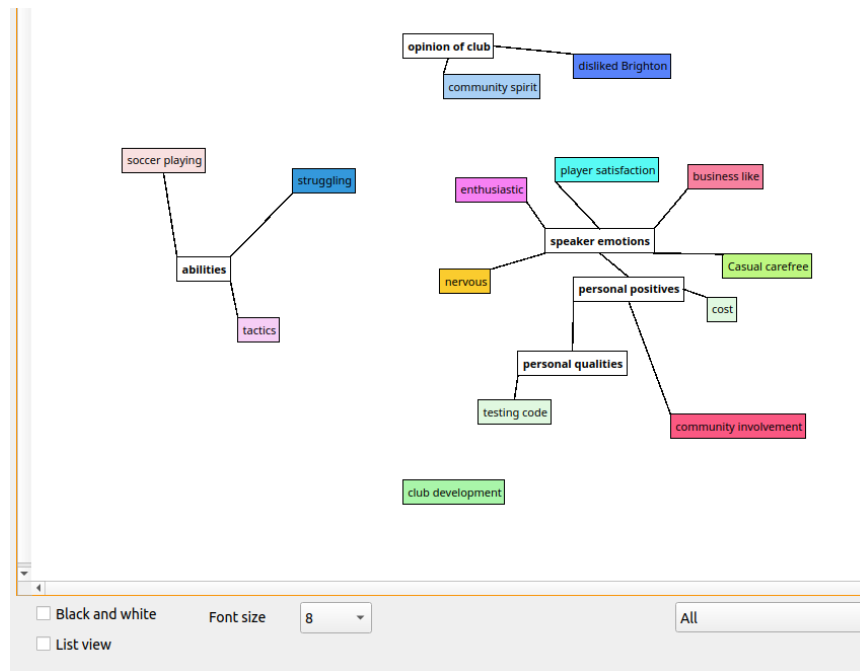 opinion of club
disliked Brighton
community spirit
soccer playing
struggling
player satisfaction
business like
enthusiastic
speaker emotions
abilities
Casual carefree
nervous
personal positives
cost
tactics
personal qualities
testing code
community involvement
club development
Black and white
Font size
8
All
List view